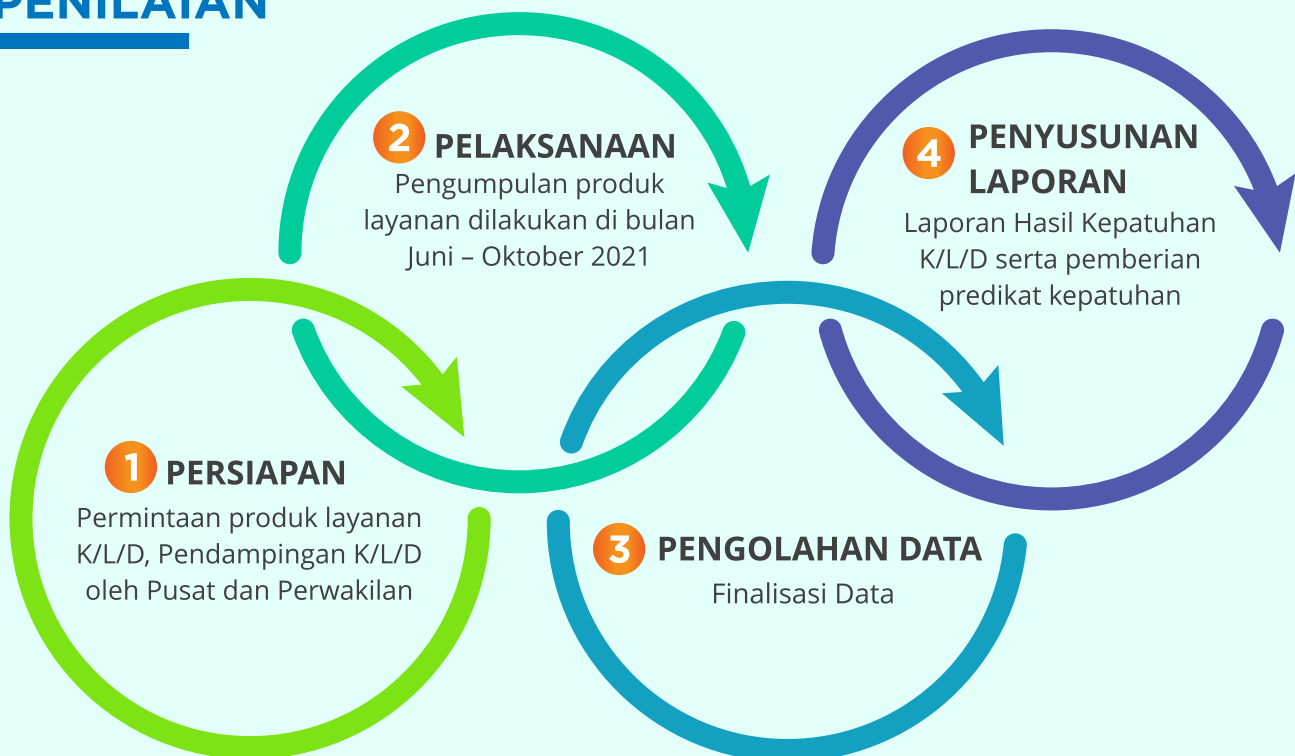 PENILAIAN
1 PERSIAPAN
Permintaan produk layanan
K/L/D, Pendampingan K/L/D
oleh Pusat dan Perwakilan
2 PELAKSANAAN
Pengumpulan produk
layanan dilakukan di bulan
Juni – Oktober 2021
3 PENGOLAHAN DATA
Finalisasi Data
4 PENYUSUNAN
LAPORAN
Laporan Hasil Kepatuhan
K/L/D serta pemberian
predikat kepatuhan